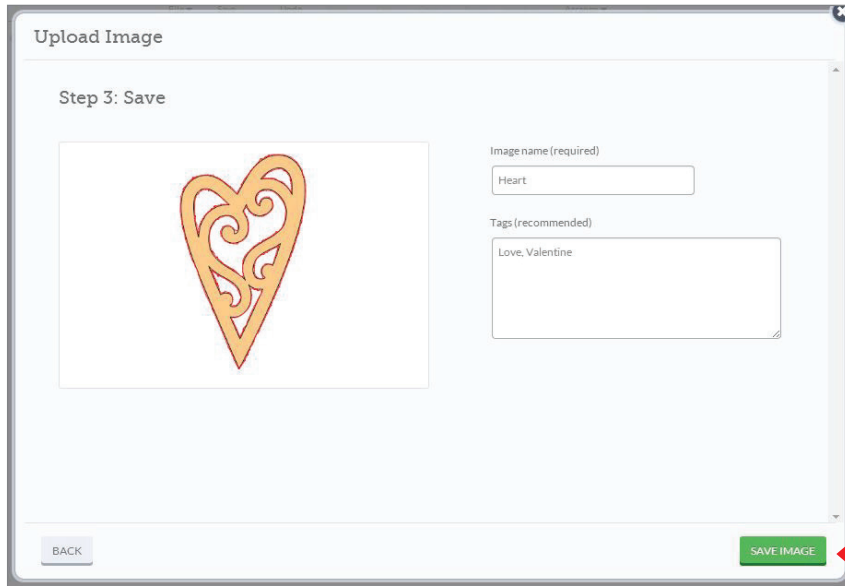 Upload Image
Step 3: Save
Image name (required)
Heart
Tags (recommended)
Love, Valentine
BACK
SAVE IMAGE